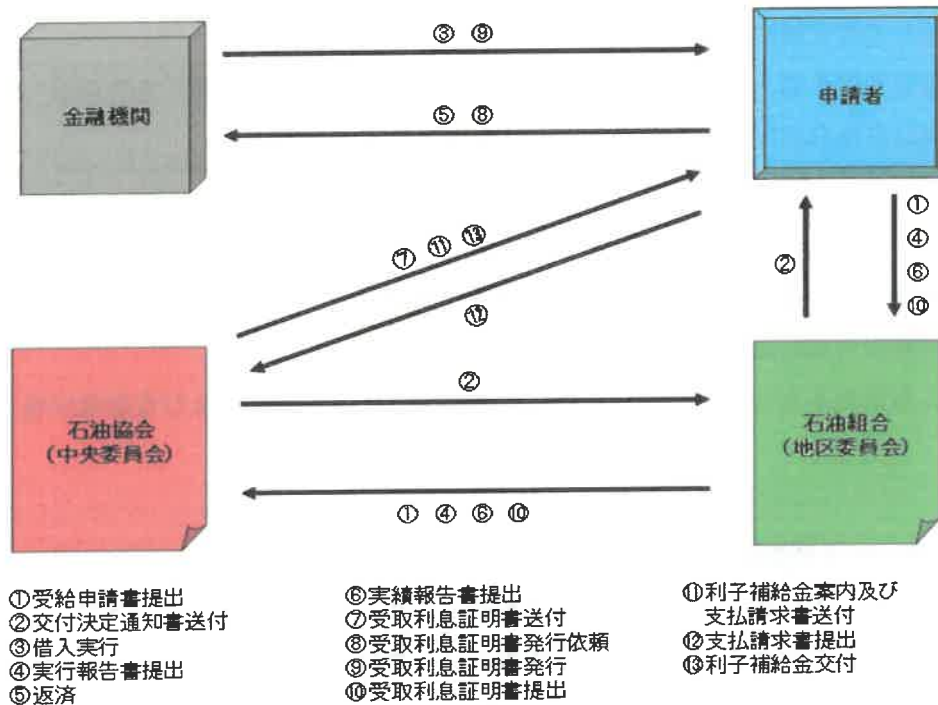 ③ ⑨
金融機関
申請者
⑤ ⑧
⑦ ⑪ ⑬
②
①
④
⑥
⑩
⑫
②
石油協会
(中央委員会)
石油組合
(地区委員会)
① ④ ⑥ ⑩
①受給申請書提出
②交付決定通知書送付
③借入実行
④実行報告書提出
⑤返済
⑥実績報告書提出
⑦受取利息証明書送付
⑧受取利息証明書発行依頼
⑨受取利息証明書発行
⑩受取利息証明書提出
⑪利子補給金案内及び
支払請求書送付
⑫支払請求書提出
⑬利子補給金交付